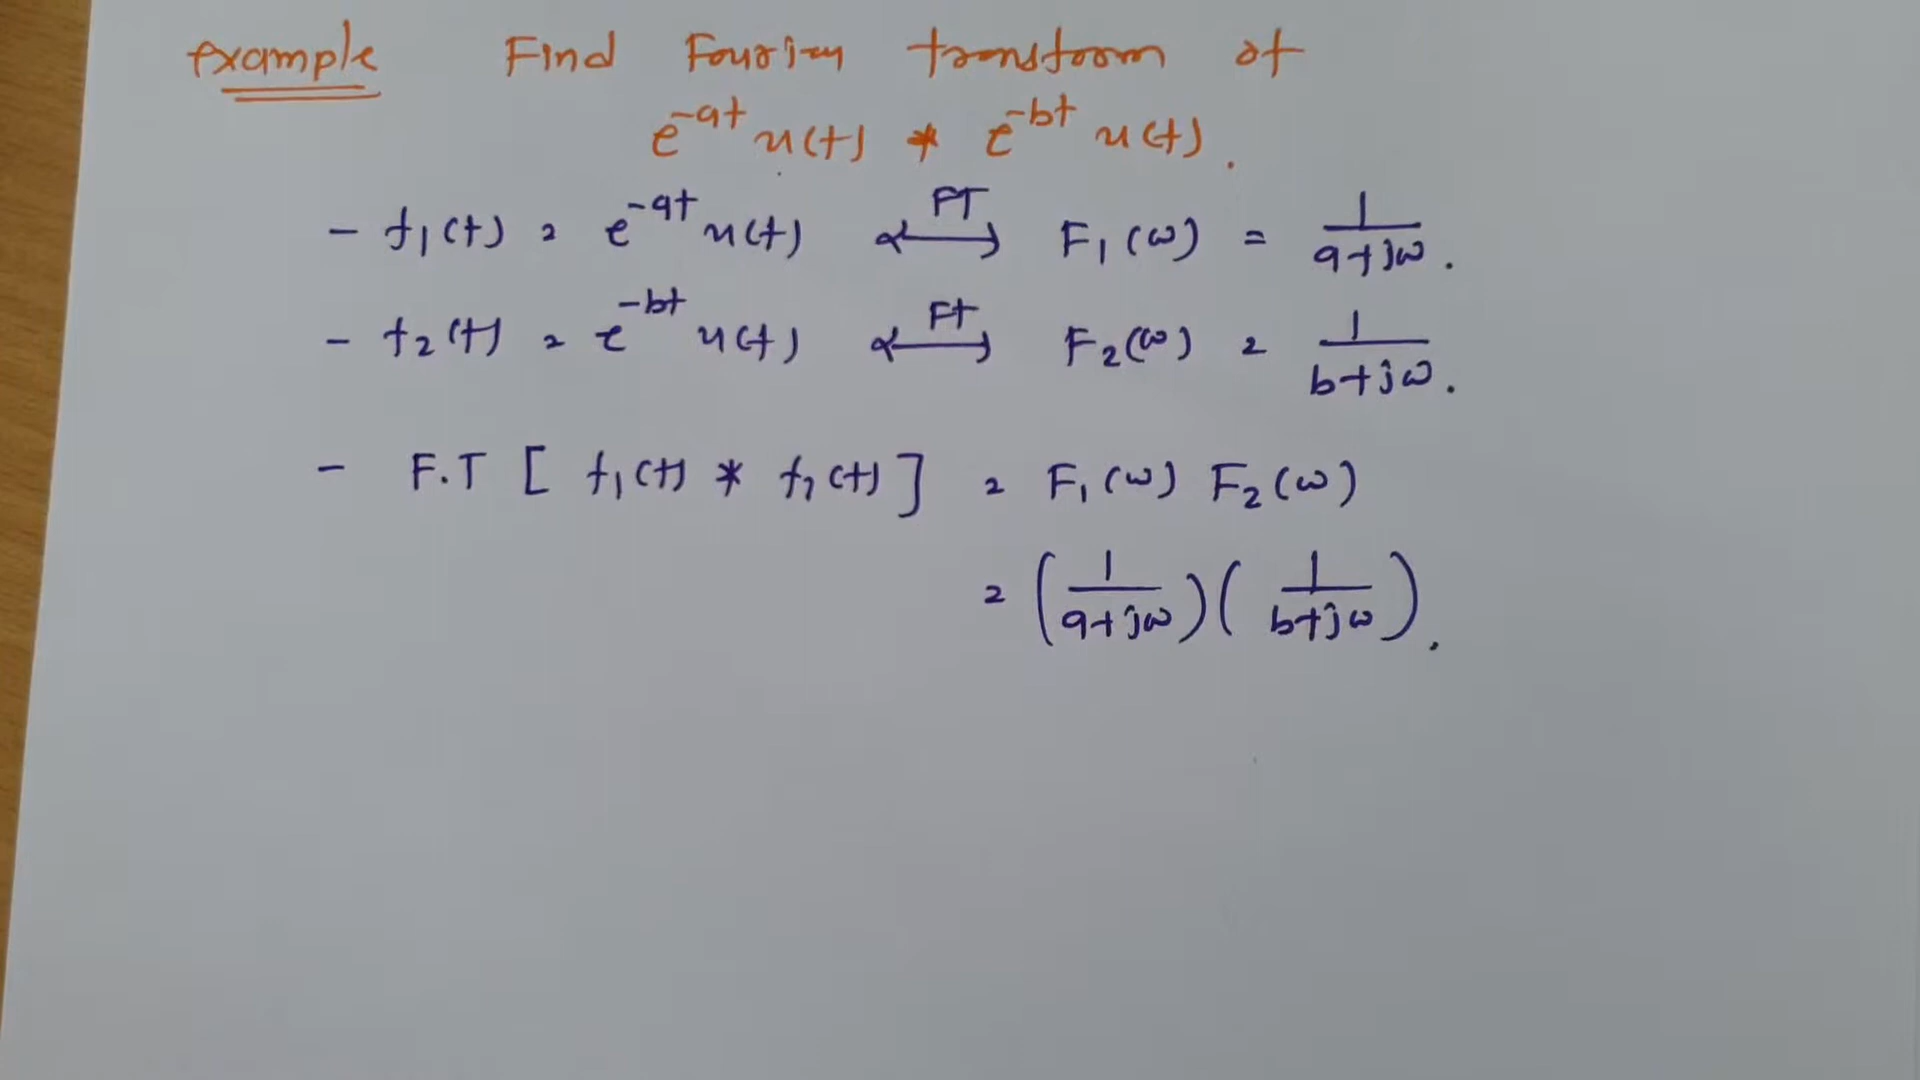 example Find Fourier transform of
e^-at u(t) * e^-bt u(t).
- f₁(t) = e^-at u(t) ←FT→ F₁(ω) = 1/(a+jω).
- f₂(t) = e^-bt u(t) ←FT→ F₂(ω) = 1/(b+jω).
- F.T [ f₁(t) * f₂(t) ] = F₁(ω) F₂(ω)
= (1/(a+jω)) (1/(b+jω)).